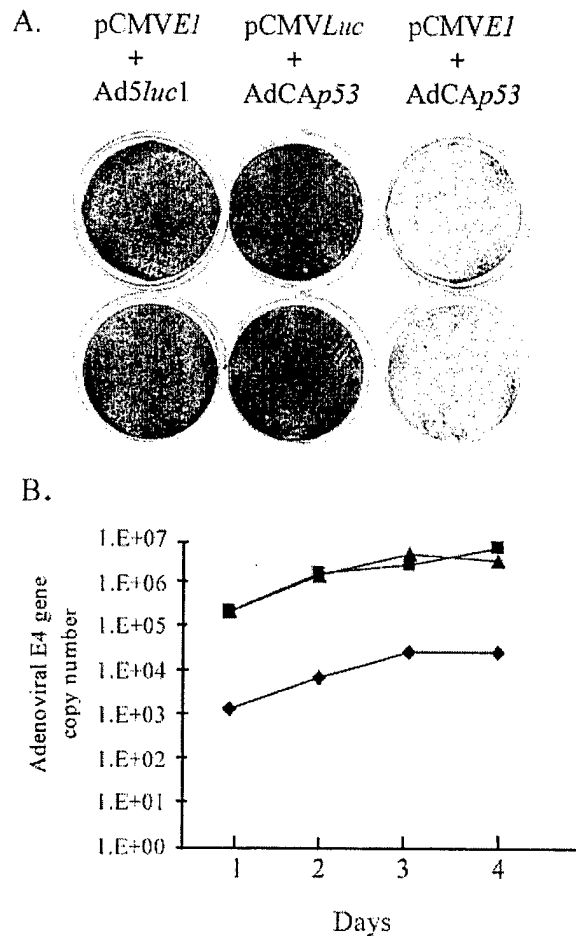 A.
pCMVE1 pCMVLuc pCMVE1
+ + +
Ad5luc1 AdCAp53 AdCAp53
B.
Adenoviral E4 gene
copy number
1.E+07
1.E+06
1.E+05
1.E+04
1.E+03
1.E+02
1.E+01
1.E+00
1 2 3 4
Days